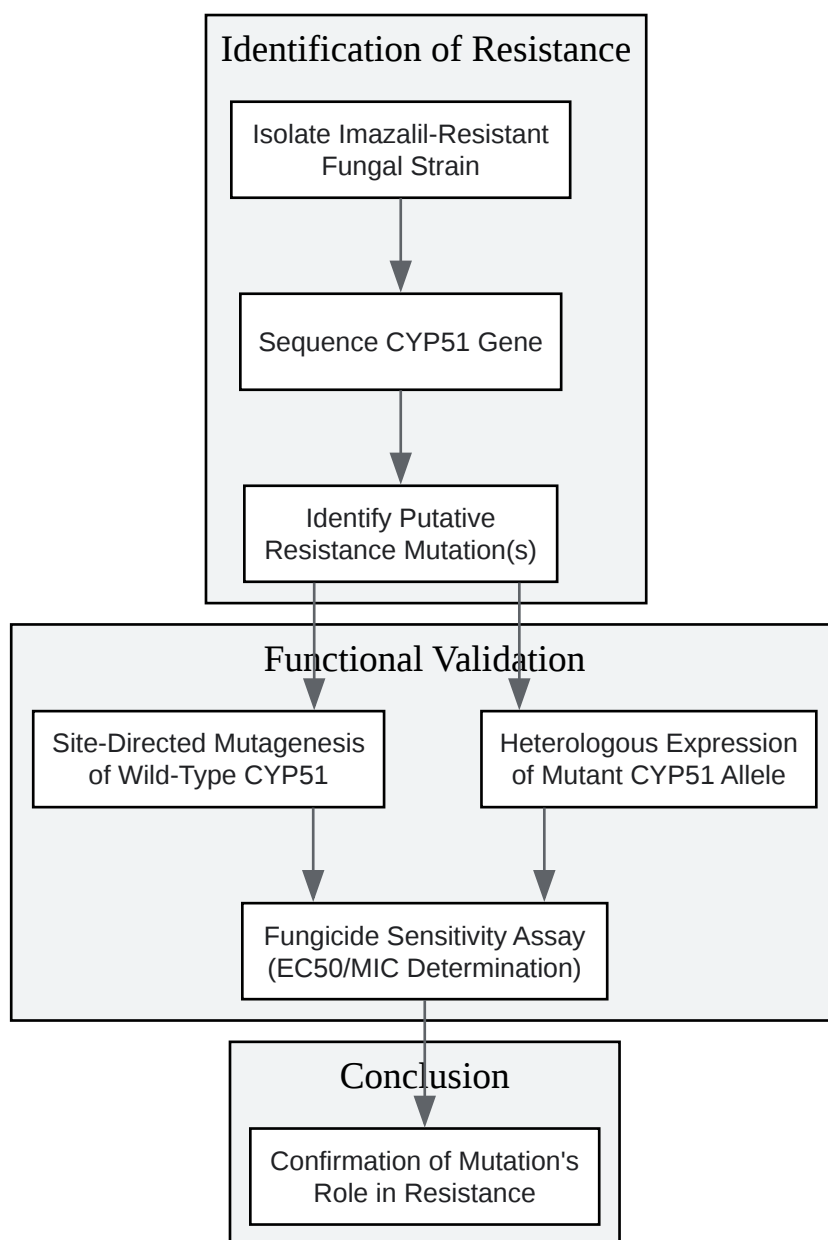 Identification of Resistance
Isolate Imazalil-Resistant
Fungal Strain
Sequence CYP51 Gene
Identify Putative
Resistance Mutation(s)
Functional Validation
Site-Directed Mutagenesis
of Wild-Type CYP51
Heterologous Expression
of Mutant CYP51 Allele
Fungicide Sensitivity Assay
(EC50/MIC Determination)
Conclusion
Confirmation of Mutation's
Role in Resistance